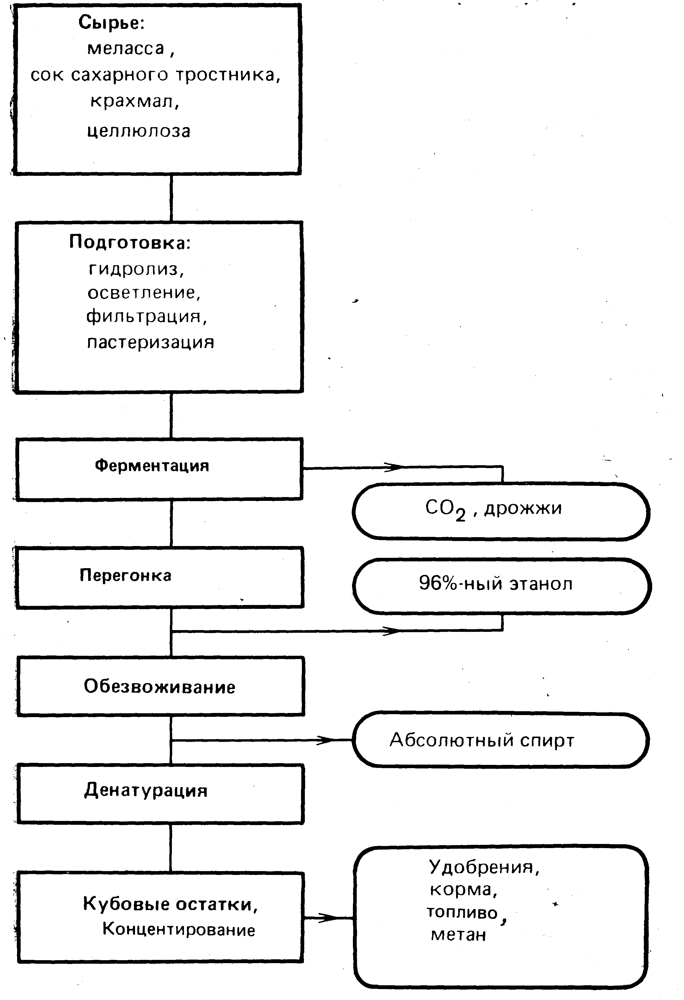 Сырье:
меласса,
сок сахарного тростника,
крахмал,
целлюлоза
Подготовка:
гидролиз,
осветление,
фильтрация,
пастеризация
Ферментация
CO₂, дрожжи
Перегонка
96%-ный этанол
Обезвоживание
Абсолютный спирт
Денатурация
Кубовые остатки,
Концентирование
Удобрения,
корма,
топливо,
метан